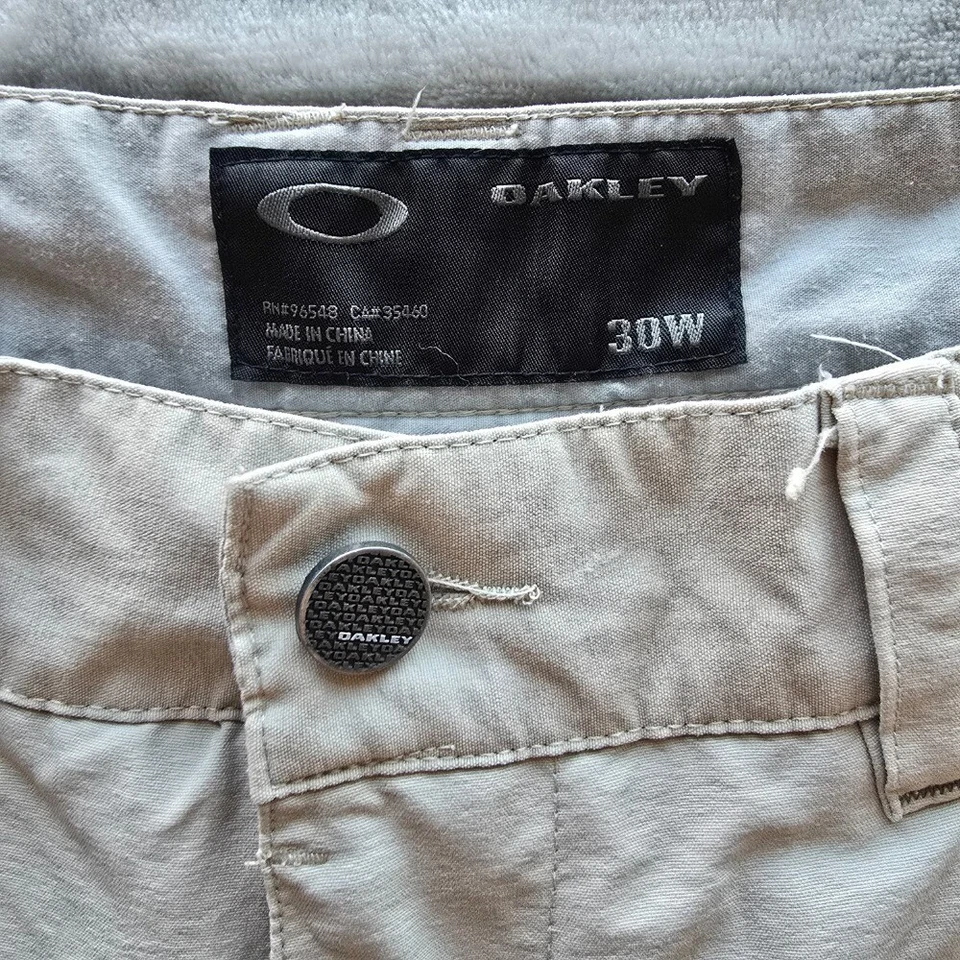 OAKLEY
RN#96548 CA#35460
MADE IN CHINA
FABRIQUÉ EN CHINE
30W
OAKLEY